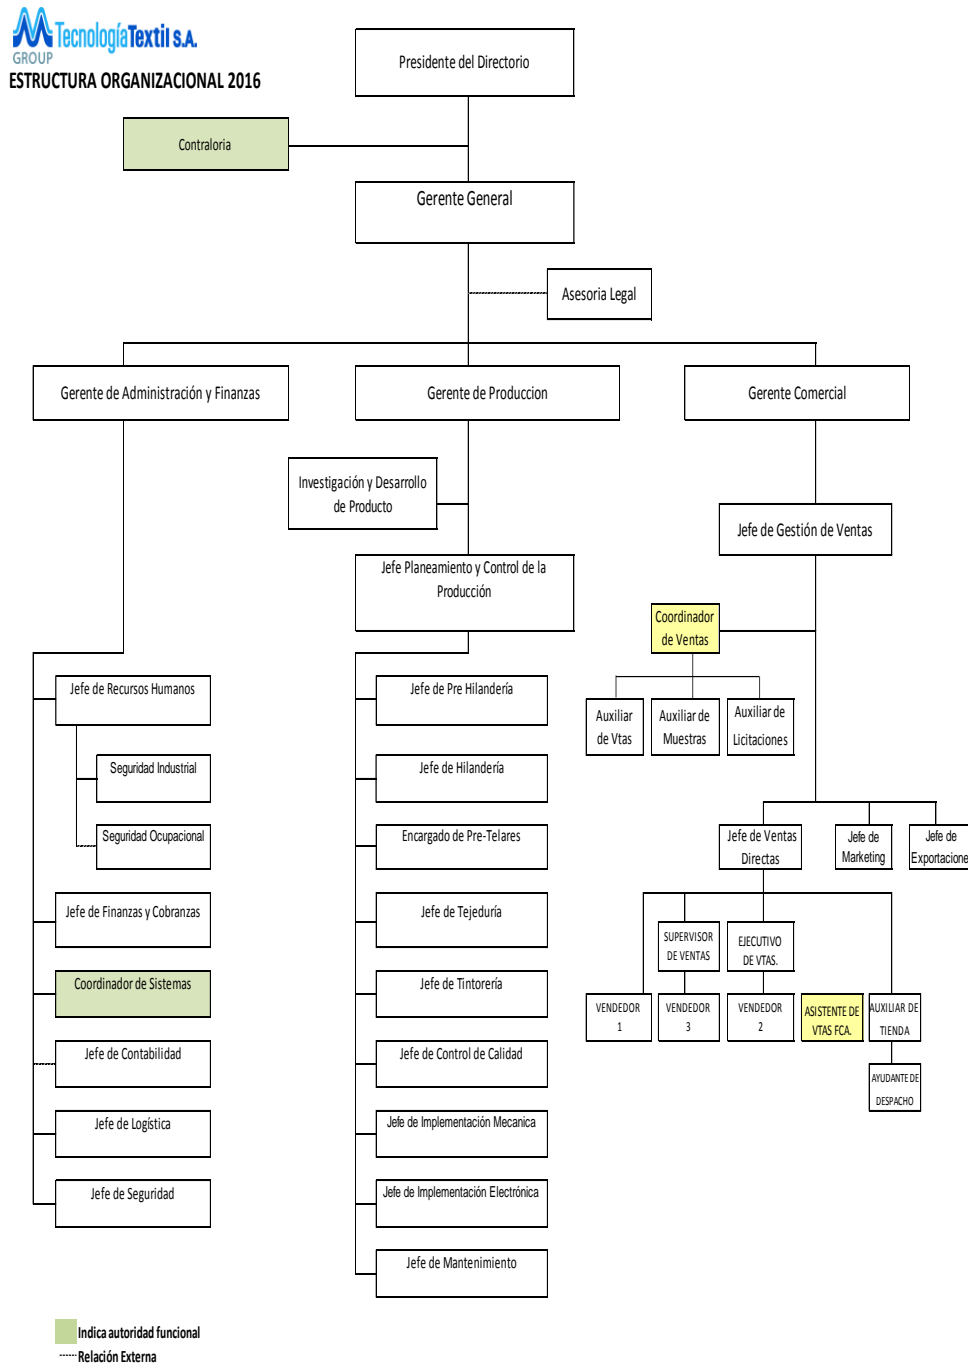 TecnologíaTextil S.A.
GROUP
ESTRUCTURA ORGANIZACIONAL 2016
Presidente del Directorio
Contraloria
Gerente General
Asesoria Legal
Gerente de Administración y Finanzas
Gerente de Produccion
Gerente Comercial
Investigación y Desarrollo
de Producto
Jefe de Gestión de Ventas
Jefe Planeamiento y Control de la
Producción
Coordinador
de Ventas
Auxiliar
de Vtas
Auxiliar de
Muestras
Auxiliar de
Licitaciones
Jefe de Recursos Humanos
Seguridad Industrial
Seguridad Ocupacional
Jefe de Finanzas y Cobranzas
Coordinador de Sistemas
Jefe de Contabilidad
Jefe de Logística
Jefe de Seguridad
Jefe de Pre Hilandería
Jefe de Hilandería
Encargado de Pre-Telares
Jefe de Tejeduría
Jefe de Tintorería
Jefe de Control de Calidad
Jefe de Implementación Mecanica
Jefe de Implementación Electrónica
Jefe de Mantenimiento
Jefe de Ventas
Directas
Jefe de
Marketing
Jefe de
Exportacione
SUPERVISOR
DE VENTAS
EJECUTIVO
DE VTAS.
VENDEDOR
1
VENDEDOR
3
VENDEDOR
2
ASISTENTE DE
VTAS FCA.
AUXILIAR DE
TIENDA
AYUDANTE DE
DESPACHO
Indica autoridad funcional
Relación Externa